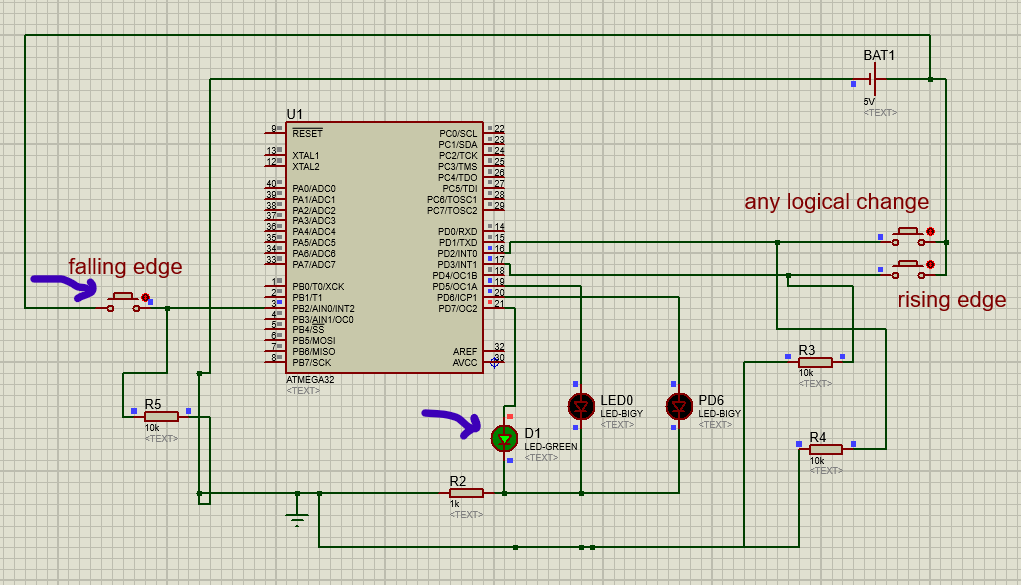 BAT1
5V
<TEXT>
U1
9 RESET
13 XTAL1
12 XTAL2
40 PA0/ADC0
39 PA1/ADC1
38 PA2/ADC2
37 PA3/ADC3
36 PA4/ADC4
35 PA5/ADC5
34 PA6/ADC6
33 PA7/ADC7
1 PB0/T0/XCK
2 PB1/T1
3 PB2/AIN0/INT2
4 PB3/AIN1/OC0
5 PB4/SS
6 PB5/MOSI
7 PB6/MISO
8 PB7/SCK
PC0/SCL 22
PC1/SDA 23
PC2/TCK 24
PC3/TMS 25
PC4/TDO 26
PC5/TDI 27
PC6/TOSC1 28
PC7/TOSC2 29
PD0/RXD 14
PD1/TXD 15
PD2/INT0 16
PD3/INT1 17
PD4/OC1B 18
PD5/OC1A 19
PD6/ICP1 20
PD7/OC2 21
AREF 32
AVCC 30
ATMEGA32
<TEXT>
any logical change
falling edge
rising edge
R3
10k
<TEXT>
R5
10k
<TEXT>
LED0
LED-BIGY
<TEXT>
PD6
LED-BIGY
<TEXT>
D1
LED-GREEN
<TEXT>
R4
10k
<TEXT>
R2
1k
<TEXT>